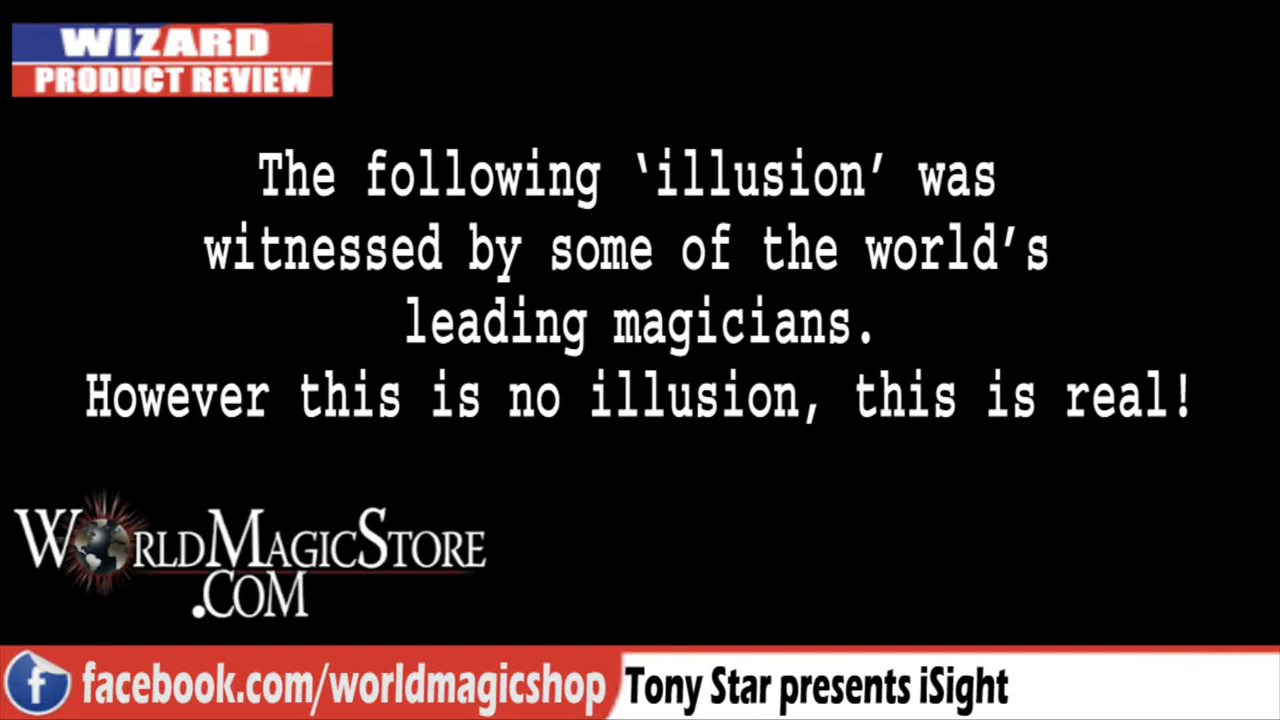 WIZARD
PRODUCT REVIEW
The following ‘illusion’ was
witnessed by some of the world’s
leading magicians.
However this is no illusion, this is real!
WORLDMAGICSTORE
.COM
facebook.com/worldmagicshop
Tony Star presents iSight